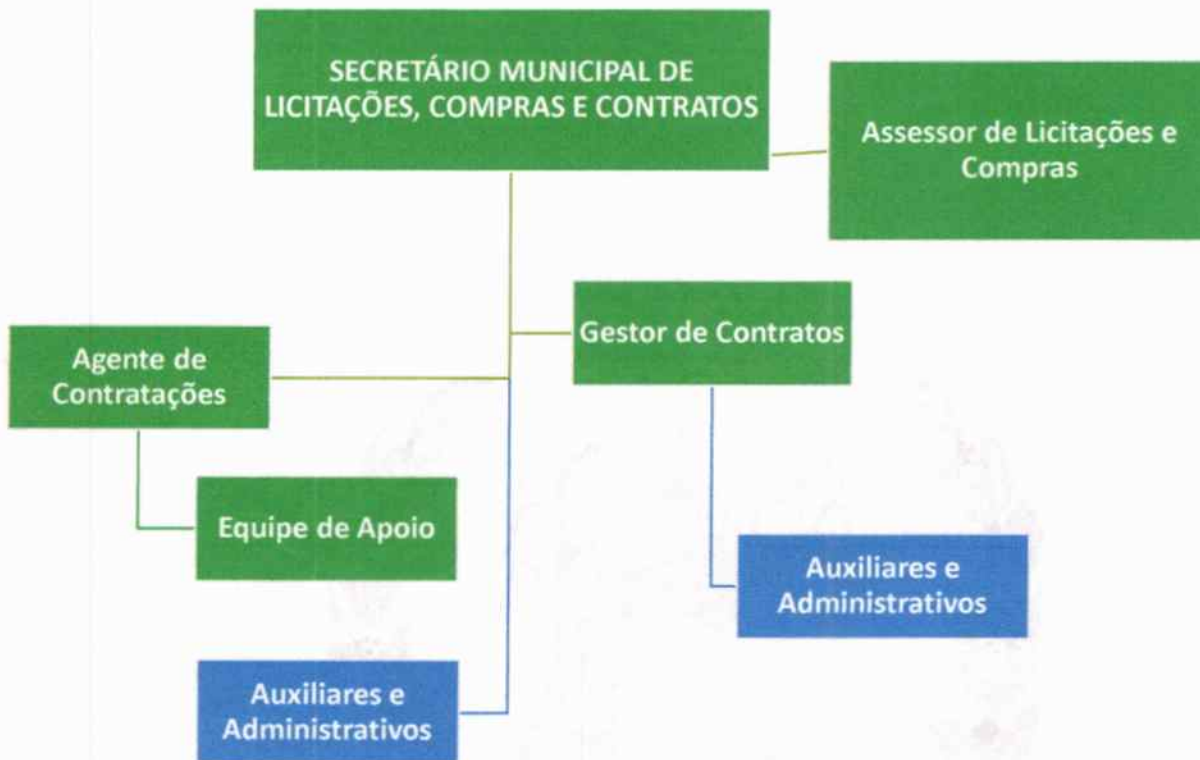 SECRETÁRIO MUNICIPAL DE
LICITAÇÕES, COMPRAS E CONTRATOS
Assessor de Licitações e
Compras
Gestor de Contratos
Agente de
Contratações
Equipe de Apoio
Auxiliares e
Administrativos
Auxiliares e
Administrativos